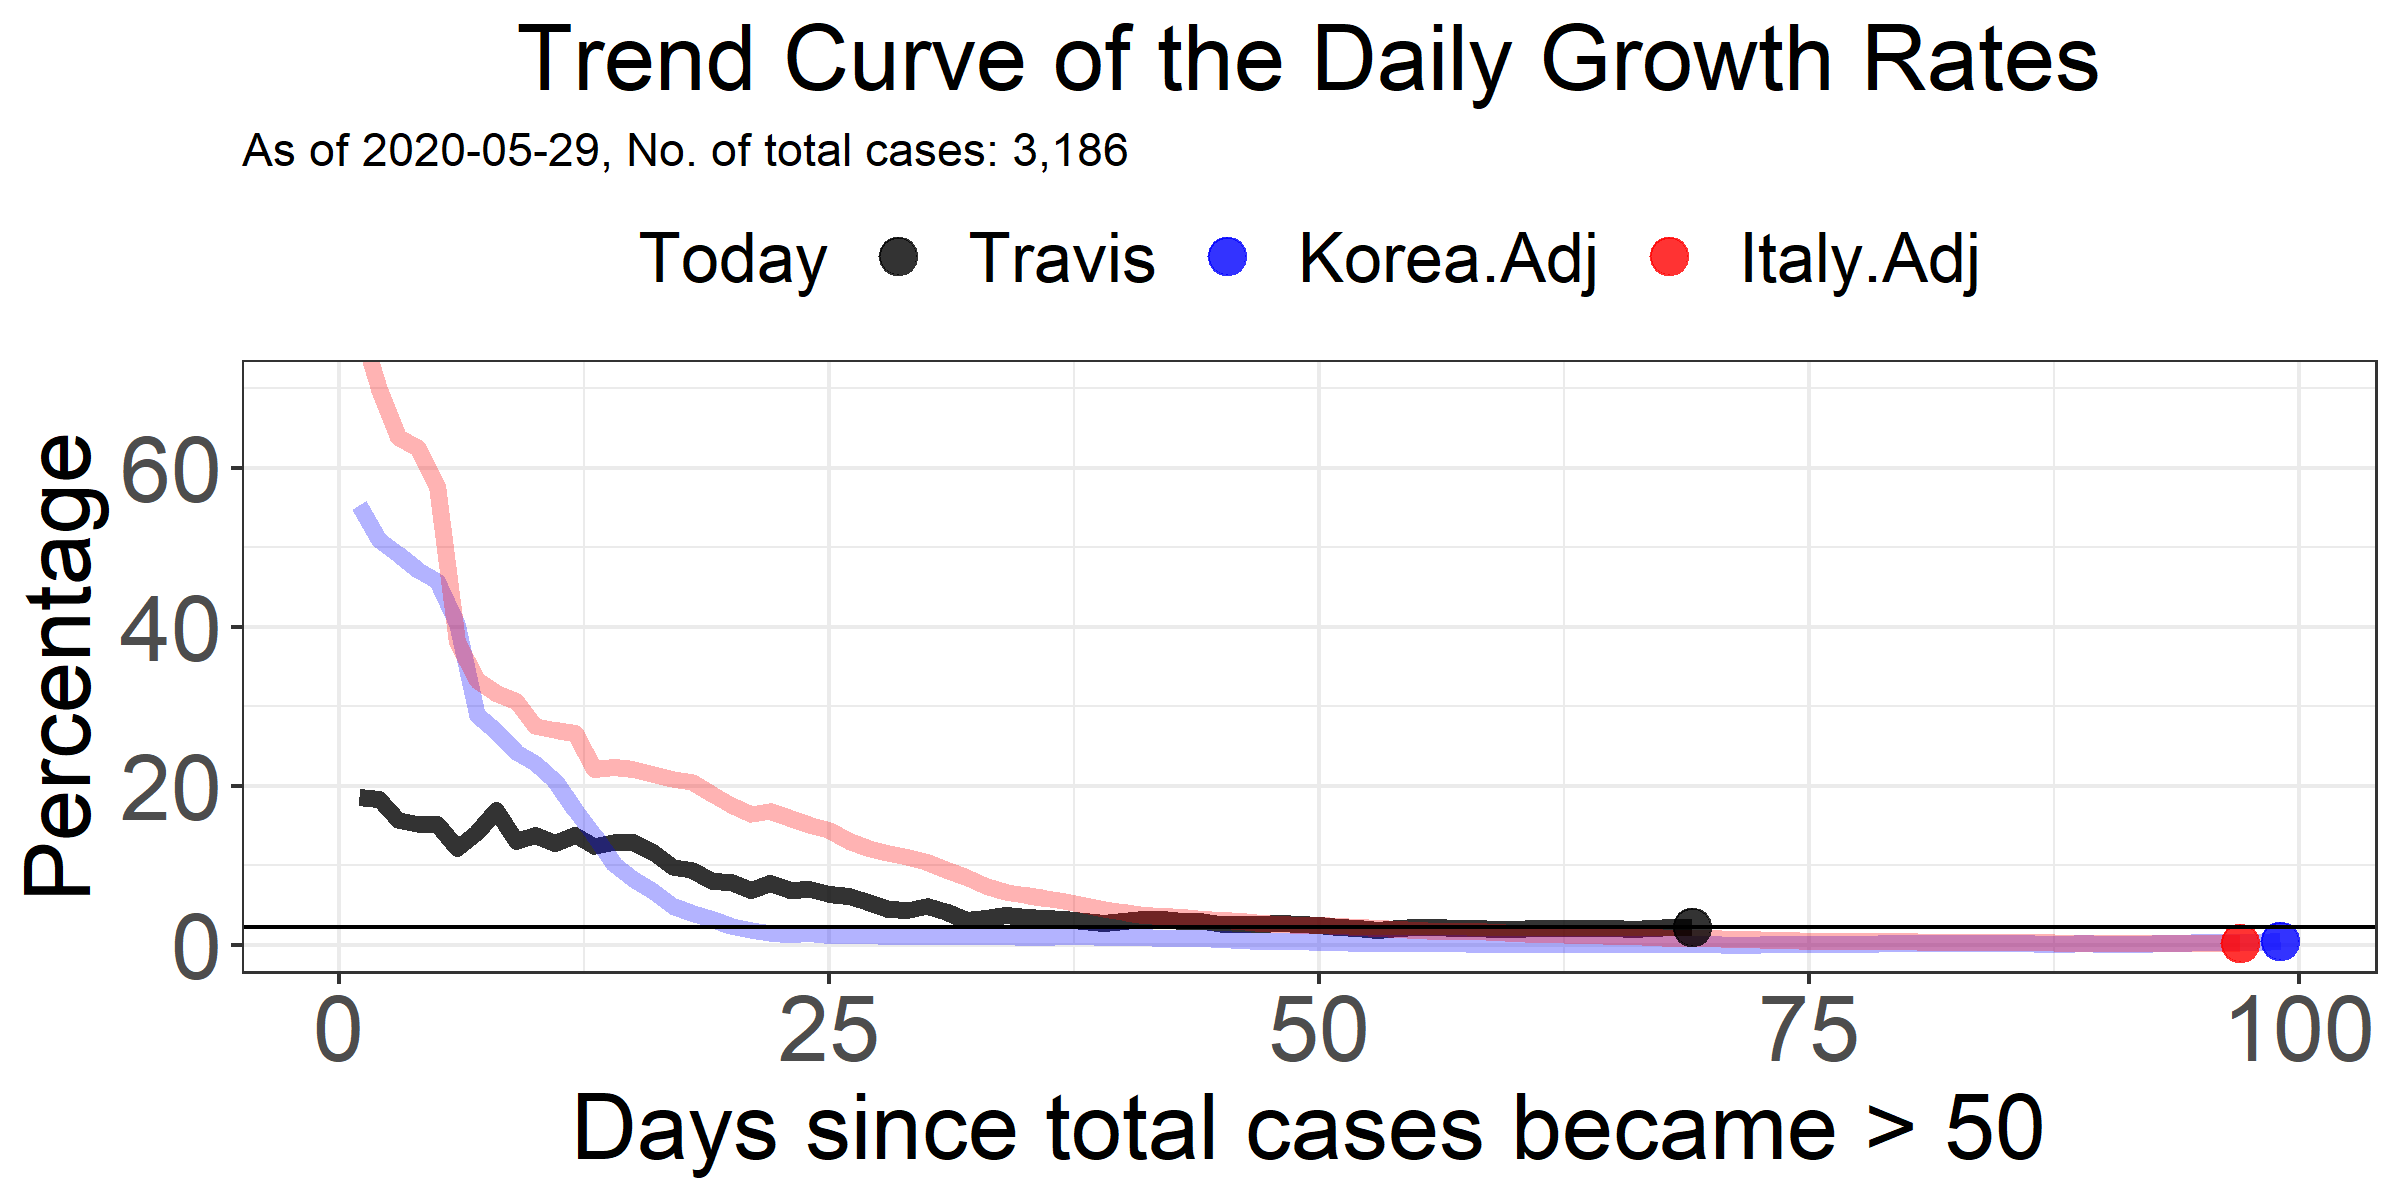 Trend Curve of the Daily Growth Rates
As of 2020-05-29, No. of total cases: 3,186
Today Travis Korea.Adj Italy.Adj
Percentage
60
40
20
0
0 25 50 75 100
Days since total cases became > 50